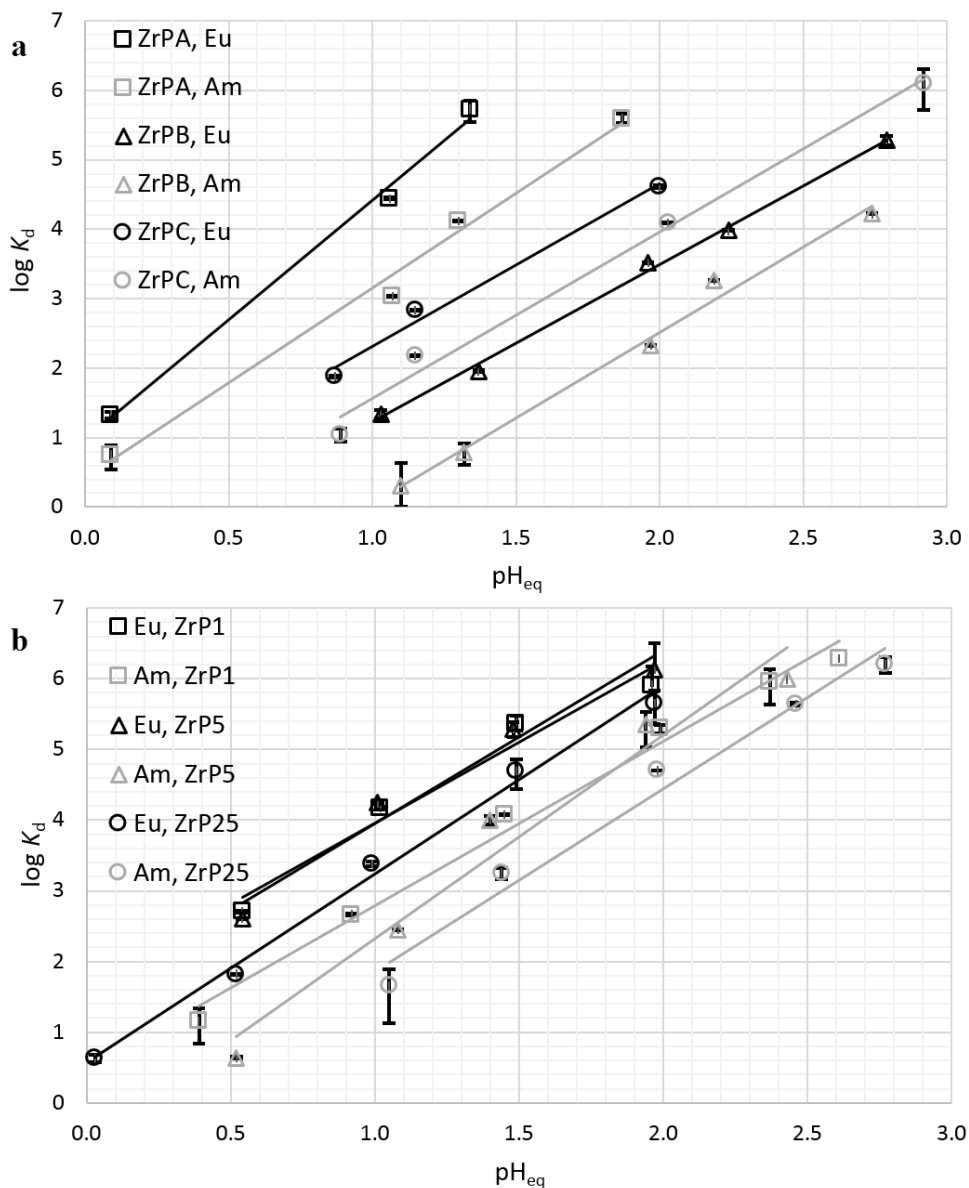 a
7
6
5
4
3
2
1
0
log Kd
ZrPA, Eu
ZrPA, Am
ZrPB, Eu
ZrPB, Am
ZrPC, Eu
ZrPC, Am
0.0 0.5 1.0 1.5 2.0 2.5 3.0
pHeq
b
7
6
5
4
3
2
1
0
log Kd
Eu, ZrP1
Am, ZrP1
Eu, ZrP5
Am, ZrP5
Eu, ZrP25
Am, ZrP25
0.0 0.5 1.0 1.5 2.0 2.5 3.0
pHeq